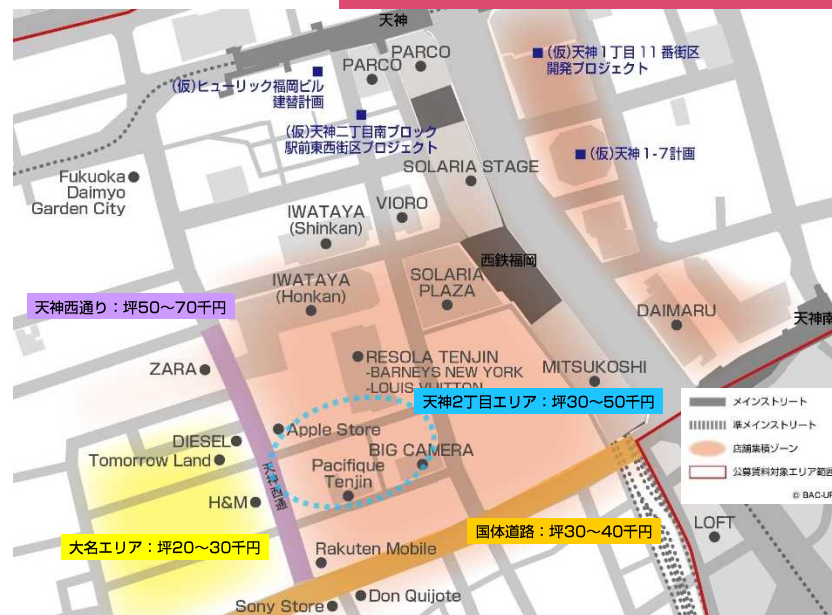 天神
PARCO
PARCO
(仮)天神1丁目11番街区
開発プロジェクト
(仮)ヒューリック福岡ビル
建替計画
(仮)天神二丁目南ブロック
駅前東西街区プロジェクト
(仮)天神1-7計画
SOLARIA STAGE
Fukuoka
Daimyo
Garden City
IWATAYA
(Shinkan)
VIORO
西鉄福岡
IWATAYA
(Honkan)
SOLARIA
PLAZA
天神西通り：坪50〜70千円
DAIMARU
天神南
ZARA
RESOLA TENJIN
-BARNEYS NEW YORK
-LOUIS VUITTON
MITSUKOSHI
天神2丁目エリア：坪30〜50千円
メインストリート
準メインストリート
店舗集積ゾーン
公募賃料対象エリア範囲
© BAC-UR
Apple Store
DIESEL
Tomorrow Land
BIG CAMERA
Pacifique
Tenjin
天神西通
H&M
国体道路：坪30〜40千円
LOFT
大名エリア：坪20〜30千円
Rakuten Mobile
Don Quijote
Sony Store